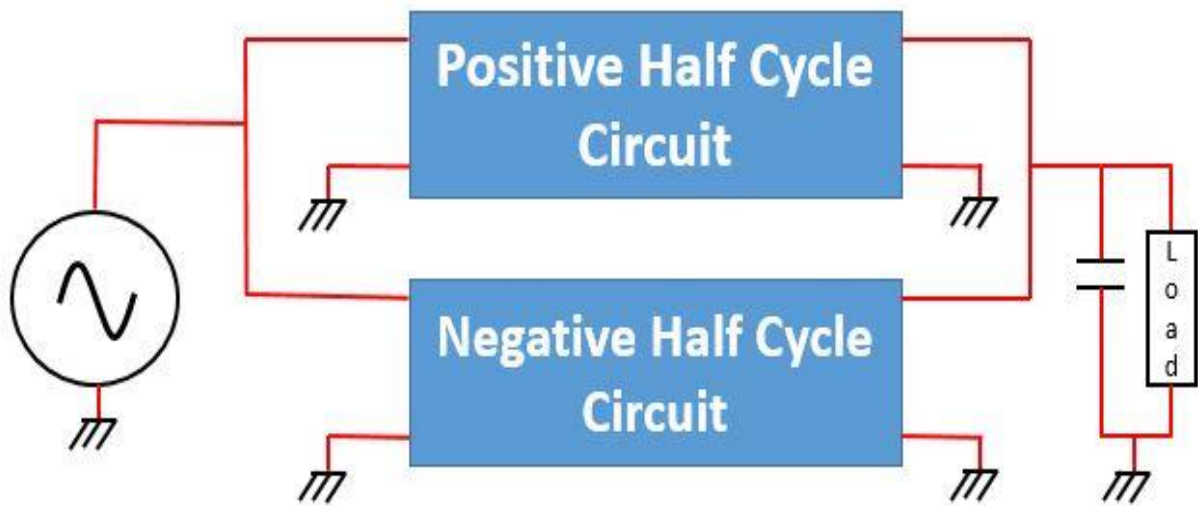 Positive Half Cycle
Circuit
Negative Half Cycle
Circuit
L
o
a
d